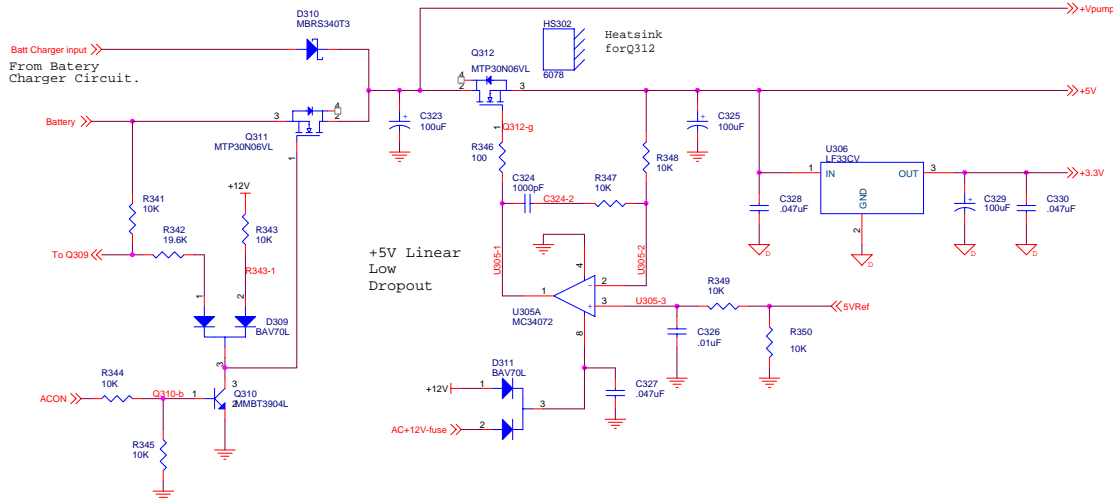 D310
MBRS340T3
Batt Charger input
From Batery
Charger Circuit.
+Vpump
HS302
6078
Heatsink
forQ312
Q312
MTP30N06VL
4
2
3
1
Q312-g
Battery
3
4
2
1
Q311
MTP30N06VL
C323
100uF
R346
100
C324
1000pF
C324-2
R347
10K
R348
10K
C325
100uF
+5V
U306
LF33CV
1
IN
OUT
3
GND
2
+3.3V
C328
.047uF
C329
100uF
C330
.047uF
D
D
D
R341
10K
R342
19.6K
+12V
R343
10K
R343-1
To Q309
1
2
D309
BAV70L
3
+5V Linear
Low
Dropout
U305-1
U305-2
4
1
2
3
8
U305A
MC34072
U305-3
R349
10K
5VRef
C326
.01uF
R350
10K
D311
BAV70L
+12V
1
3
AC+12V-fuse
2
C327
.047uF
R344
10K
ACON
Q310-b
1
3
2
Q310
MMBT3904L
R345
10K